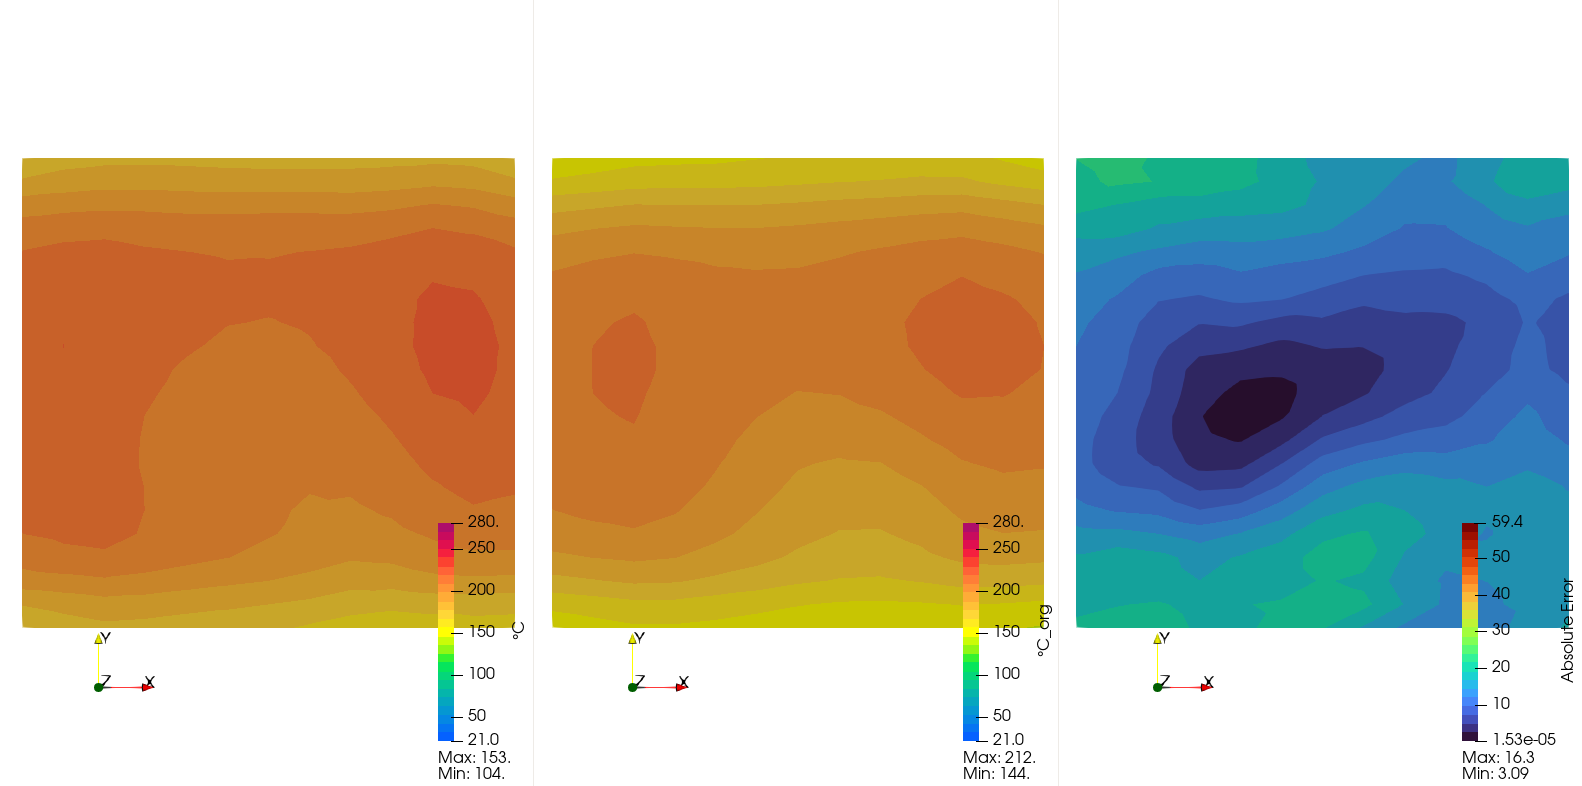 280.
250
200
150
100
50
21.0
°C
Max: 153.
Min: 104.
Y
Z
X
280.
250
200
150
100
50
21.0
°C_org
Max: 212.
Min: 144.
Y
Z
X
59.4
50
40
30
20
10
1.53e-05
Absolute Error
Max: 16.3
Min: 3.09
Y
Z
X